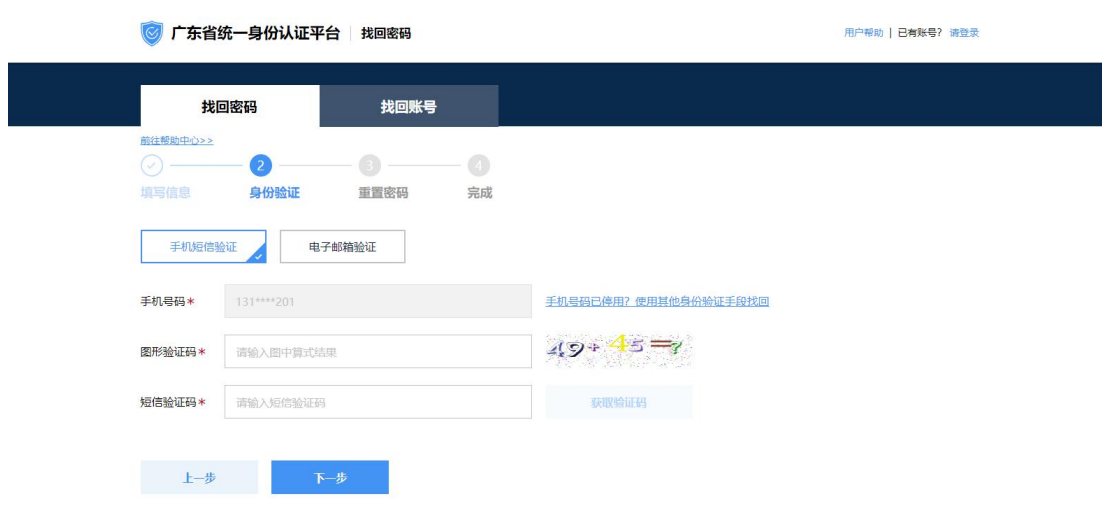 广东省统一身份认证平台 找回密码 用户帮助 | 已有账号? 请登录
找回密码 找回账号
前往帮助中心>>
2 3 4
填写信息 身份验证 重置密码 完成
手机短信验证 电子邮箱验证
手机号码* 131****201 手机号码已停用? 使用其他身份验证手段找回
图形验证码* 请输入图中算式结果 49+45=?
短信验证码* 请输入短信验证码 获取验证码
上一步 下一步